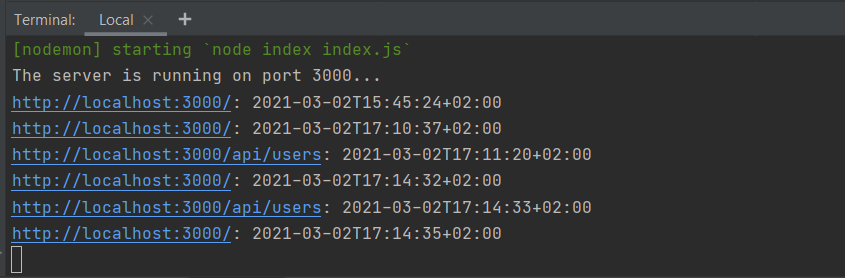 Terminal: Local × +
[nodemon] starting `node index index.js`
The server is running on port 3000...
http://localhost:3000/: 2021-03-02T15:45:24+02:00
http://localhost:3000/: 2021-03-02T17:10:37+02:00
http://localhost:3000/api/users: 2021-03-02T17:11:20+02:00
http://localhost:3000/: 2021-03-02T17:14:32+02:00
http://localhost:3000/api/users: 2021-03-02T17:14:33+02:00
http://localhost:3000/: 2021-03-02T17:14:35+02:00